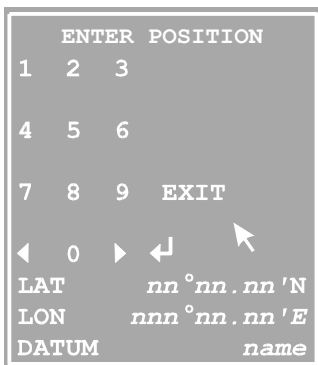 ENTER POSITION
1 2 3
4 5 6
7 8 9 EXIT
◀ 0 ▶ ↵
LAT nn°nn.nn'N
LON nnn°nn.nn'E
DATUM name